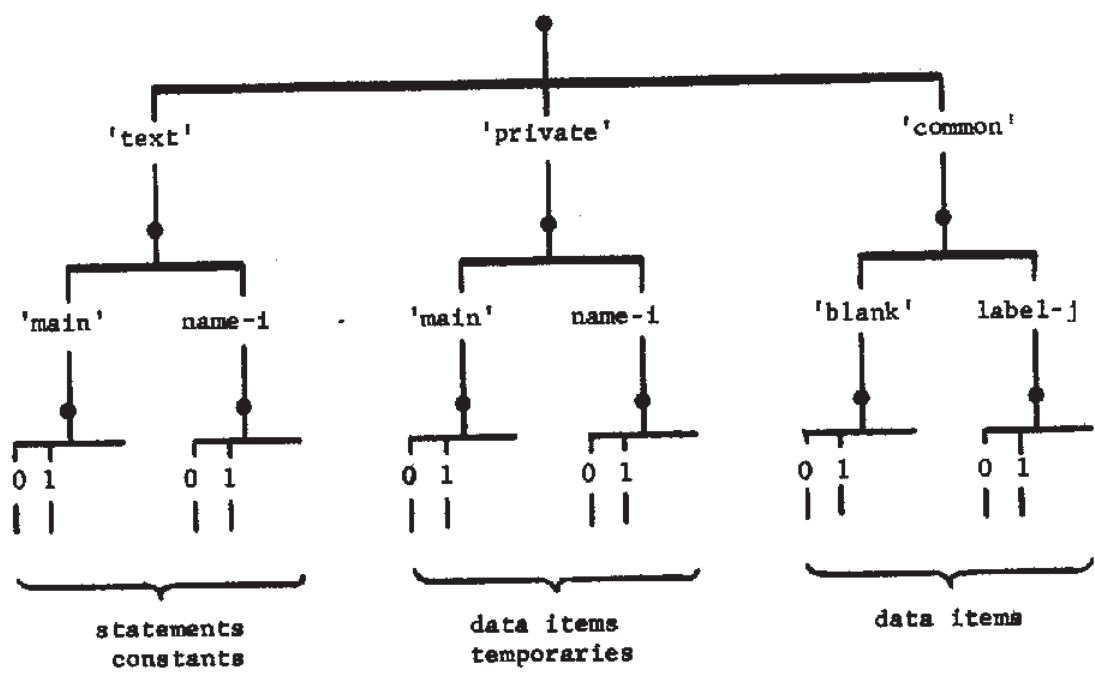 'text' 'private' 'common'
'main' name-i 'main' name-i 'blank' label-j
0 1 0 1 0 1 0 1 0 1 0 1
statements data items data items
constants temporaries